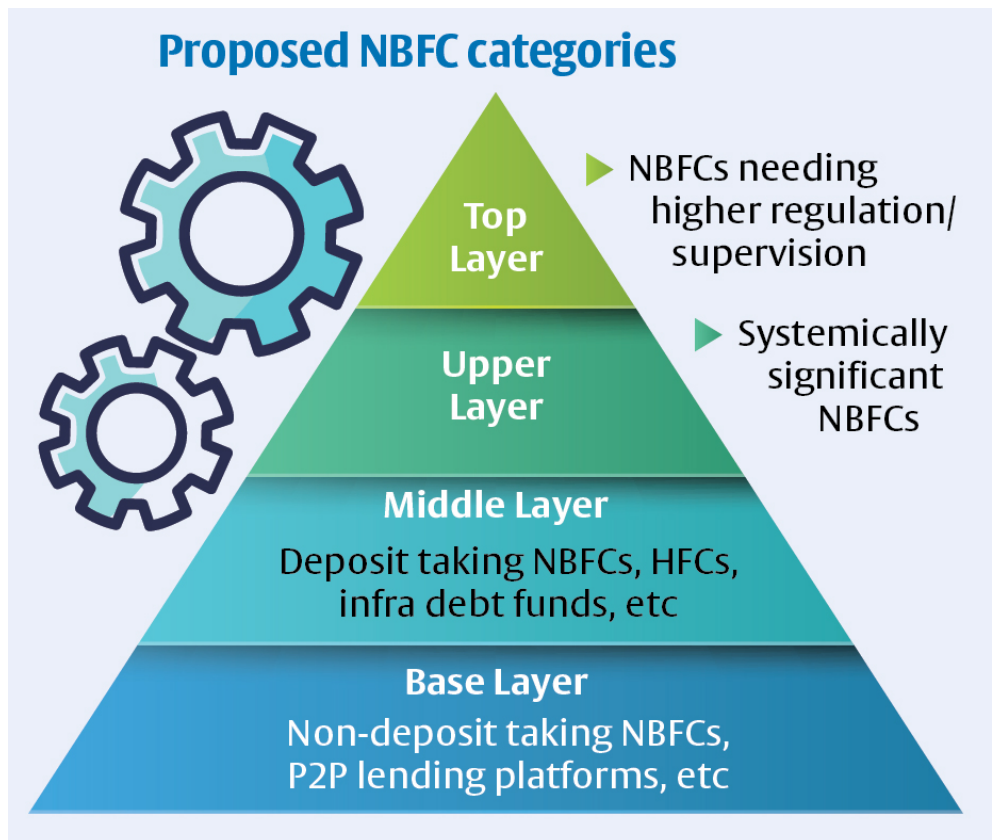 Proposed NBFC categories
Top
Layer
NBFCs needing
higher regulation/
supervision
Upper
Layer
Systemically
significant
NBFCs
Middle Layer
Deposit taking NBFCs, HFCs,
infra debt funds, etc
Base Layer
Non-deposit taking NBFCs,
P2P lending platforms, etc